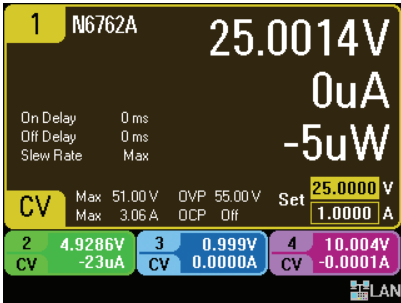 1 N6762A 25.0014V
0uA
-5uW
On Delay 0 ms
Off Delay 0 ms
Slew Rate Max
CV Max 51.00 V OVP 55.00 V Set 25.0000 V
Max 3.06 A OCP Off 1.0000 A
2 4.9286V 3 0.999V 4 10.004V
CV -23uA CV 0.0000A CV -0.0001A
LAN